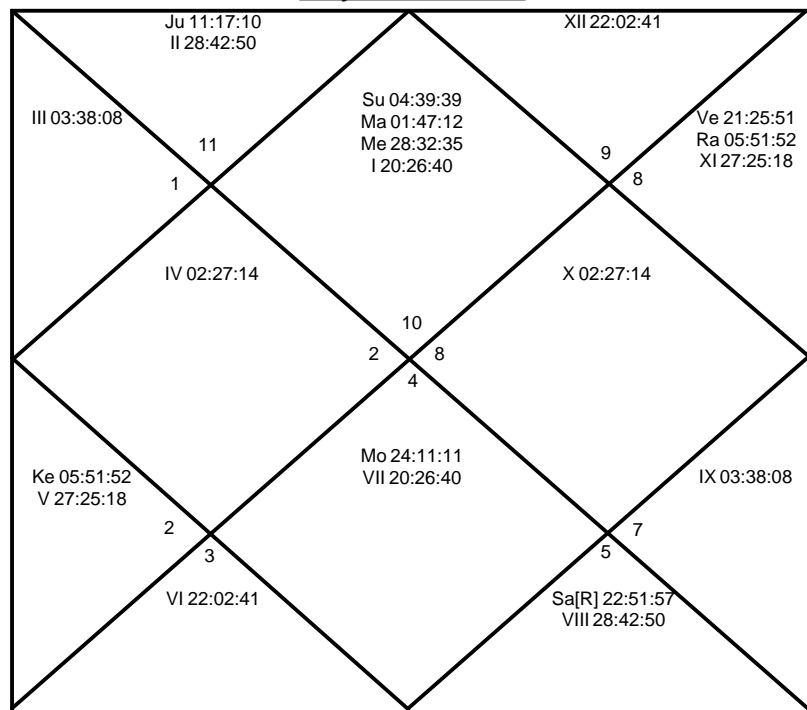 Ju 11:17:10
II 28:42:50
XII 22:02:41
III 03:38:08
Su 04:39:39
Ma 01:47:12
Me 28:32:35
I 20:26:40
Ve 21:25:51
Ra 05:51:52
XI 27:25:18
11
9
1
8
IV 02:27:14
X 02:27:14
10
2
8
4
Ke 05:51:52
V 27:25:18
Mo 24:11:11
VII 20:26:40
IX 03:38:08
2
7
3
5
VI 22:02:41
Sa[R] 22:51:57
VIII 28:42:50